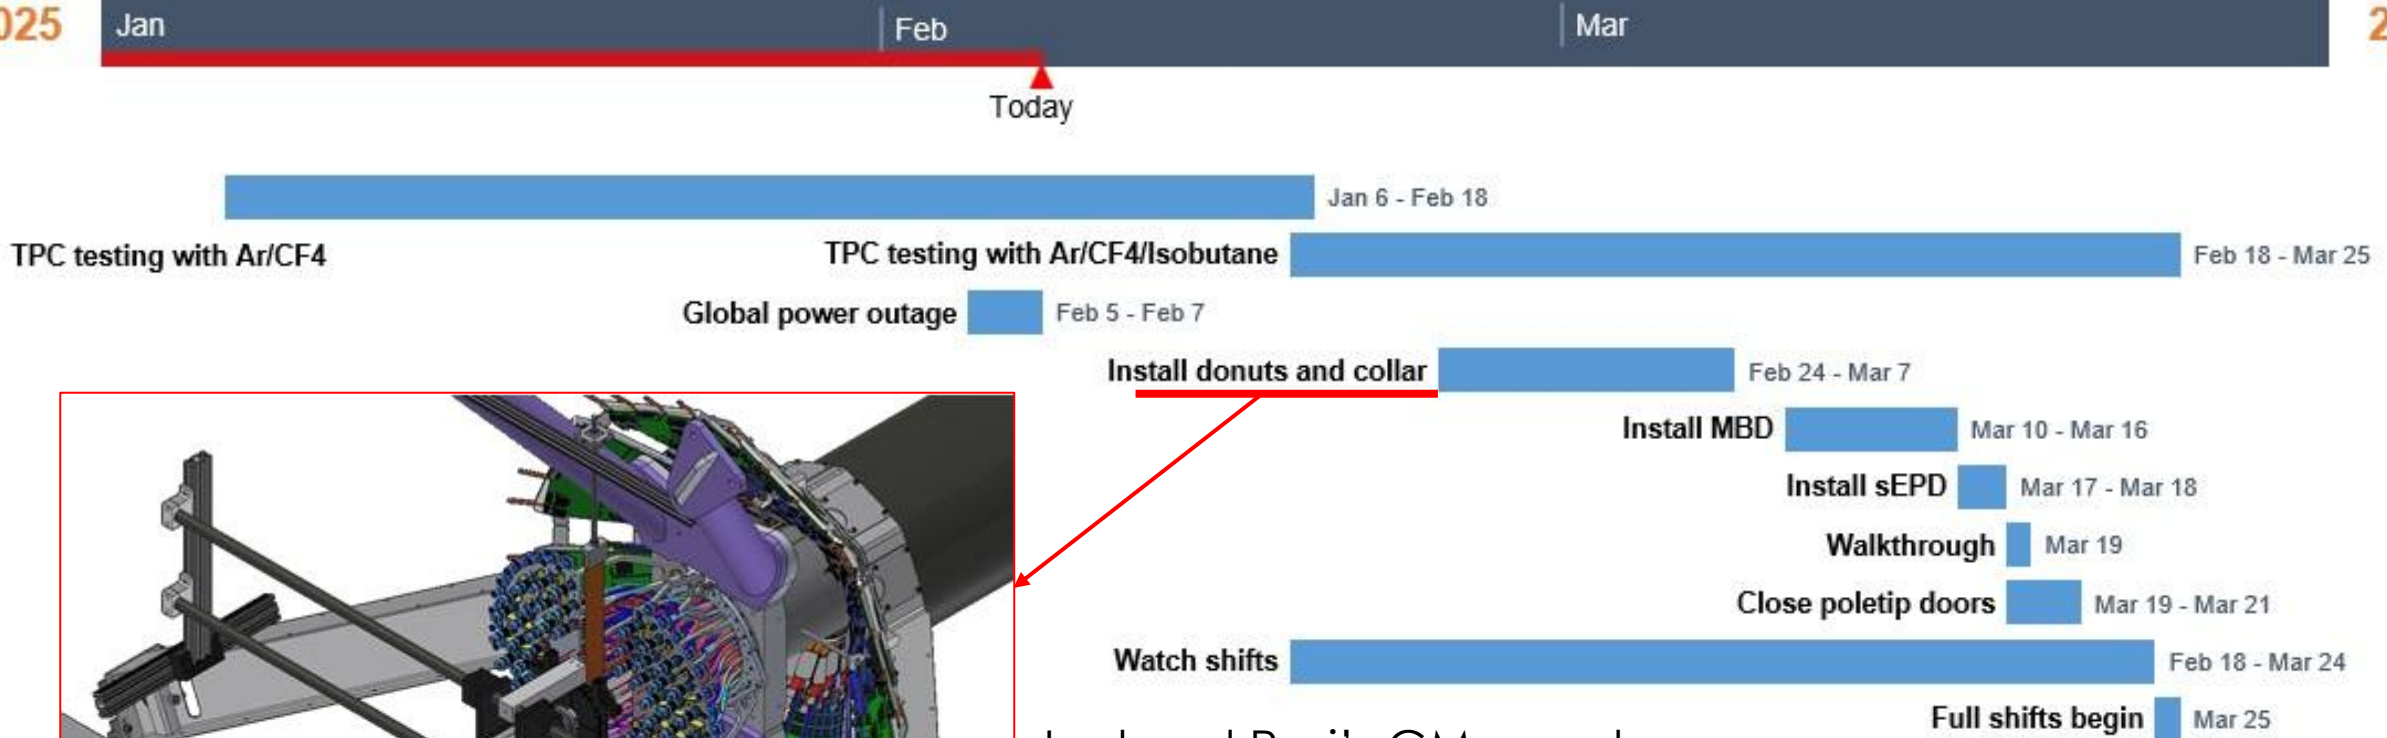 025 Jan Feb Mar 2
Today
Jan 6 - Feb 18
TPC testing with Ar/CF4
TPC testing with Ar/CF4/Isobutane Feb 18 - Mar 25
Global power outage Feb 5 - Feb 7
Install donuts and collar Feb 24 - Mar 7
Install MBD Mar 10 - Mar 16
Install sEPD Mar 17 - Mar 18
Walkthrough Mar 19
Close poletip doors Mar 19 - Mar 21
Watch shifts Feb 18 - Mar 24
Full shifts begin Mar 25